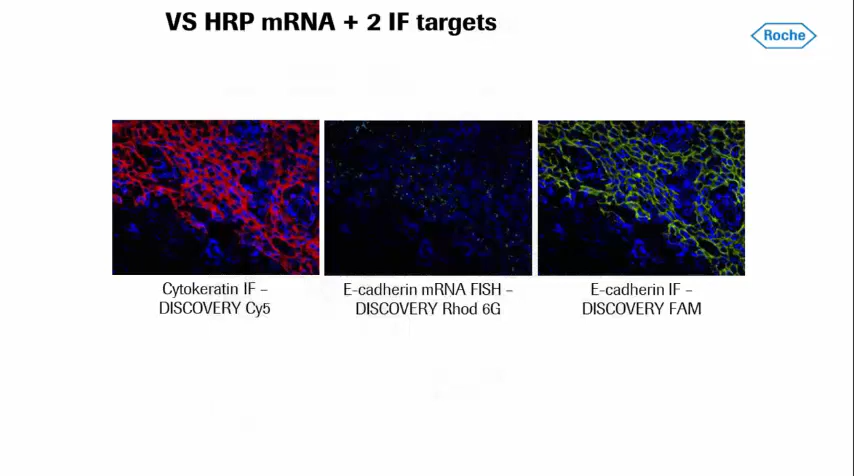 VS HRP mRNA + 2 IF targets
Roche
Cytokeratin IF –
DISCOVERY Cy5
E-cadherin mRNA FISH –
DISCOVERY Rhod 6G
E-cadherin IF –
DISCOVERY FAM